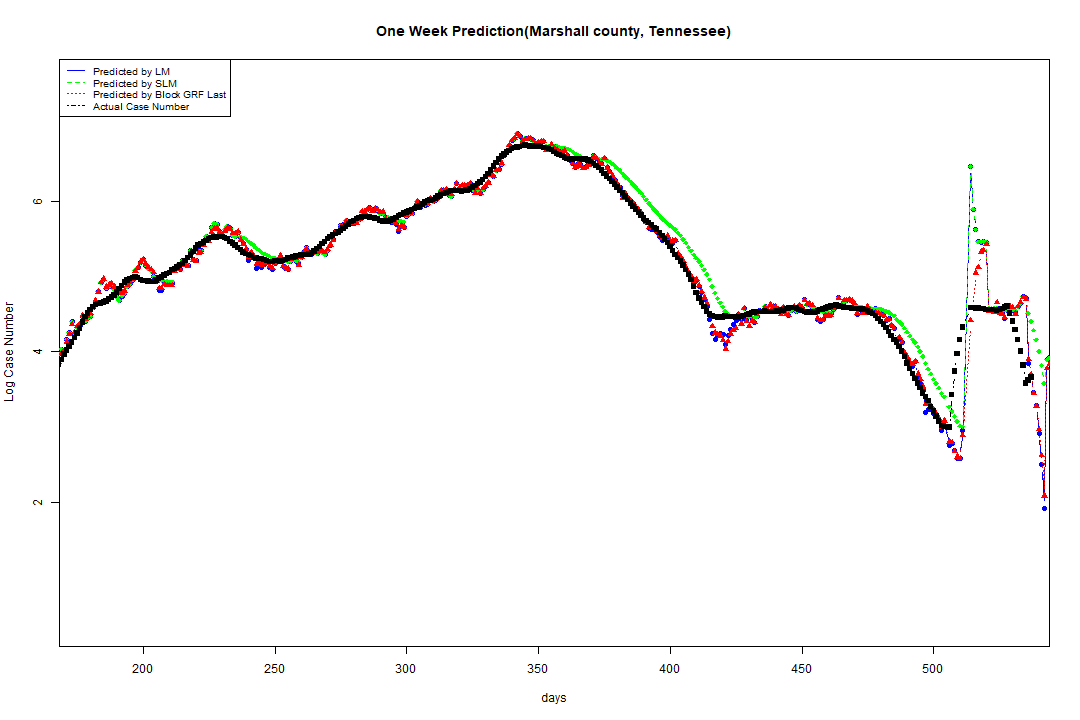 One Week Prediction(Marshall county, Tennessee)
Predicted by LM
Predicted by SLM
Predicted by Block GRF Last
Actual Case Number
6
4
2
Log Case Number
200 250 300 350 400 450 500
days